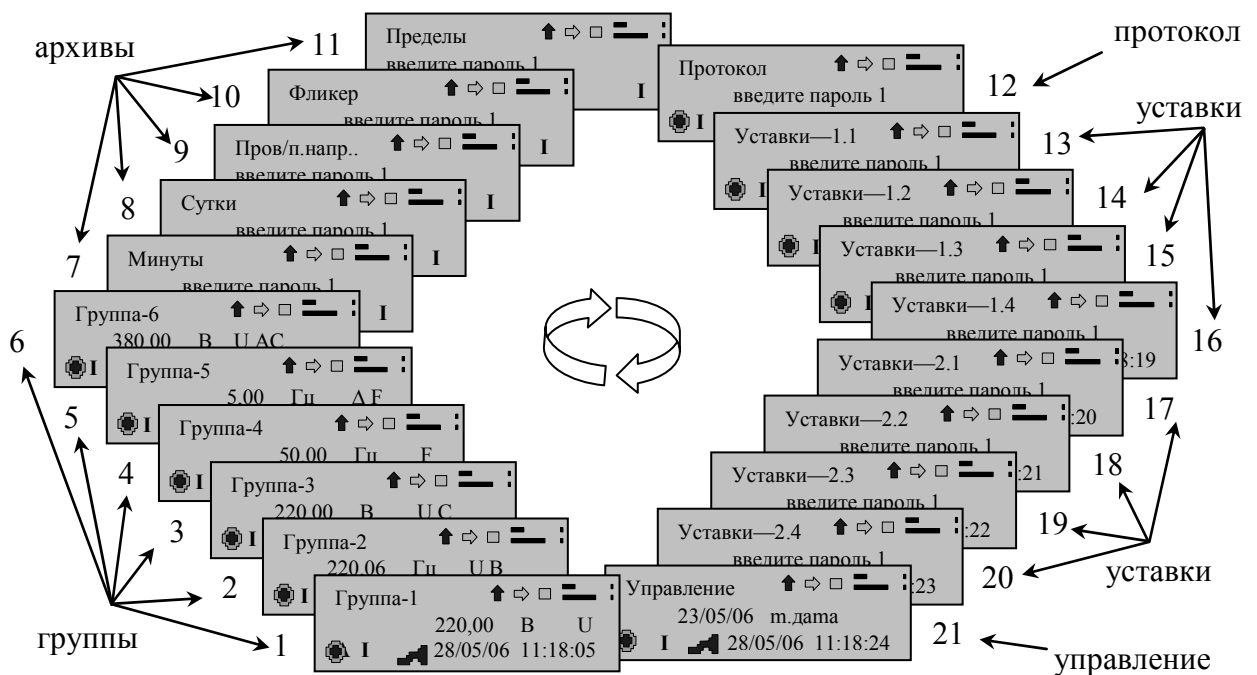 архивы
11
10
9
8
7
Пределы
введите пароль 1
I
Фликер
введите пароль 1
I
Пров/п.напр..
введите пароль 1
I
Сутки
введите пароль 1
I
Минуты
введите пароль 1
I
Группа-6
380,00 В U AC
I
Группа-5
5,00 Гц Δ F
I
Группа-4
50,00 Гц F
I
Группа-3
220,00 В U C
I
Группа-2
220,06 Гц U B
I
Группа-1
220,00 В U
I 28/05/06 11:18:05
6
5
4
3
2
1
группы
протокол
12
Протокол
введите пароль 1
I
уставки
13
14
15
16
Уставки—1.1
введите пароль 1
I
Уставки—1.2
введите пароль 1
I
Уставки—1.3
введите пароль 1
I
Уставки—1.4
введите пароль 1
8:19
Уставки—2.1
введите пароль 1
:20
Уставки—2.2
введите пароль 1
:21
Уставки—2.3
введите пароль 1
:22
Уставки—2.4
введите пароль 1
:23
Управление
23/05/06 т.дата
I 28/05/06 11:18:24
17
18
19
20
уставки
21
управление